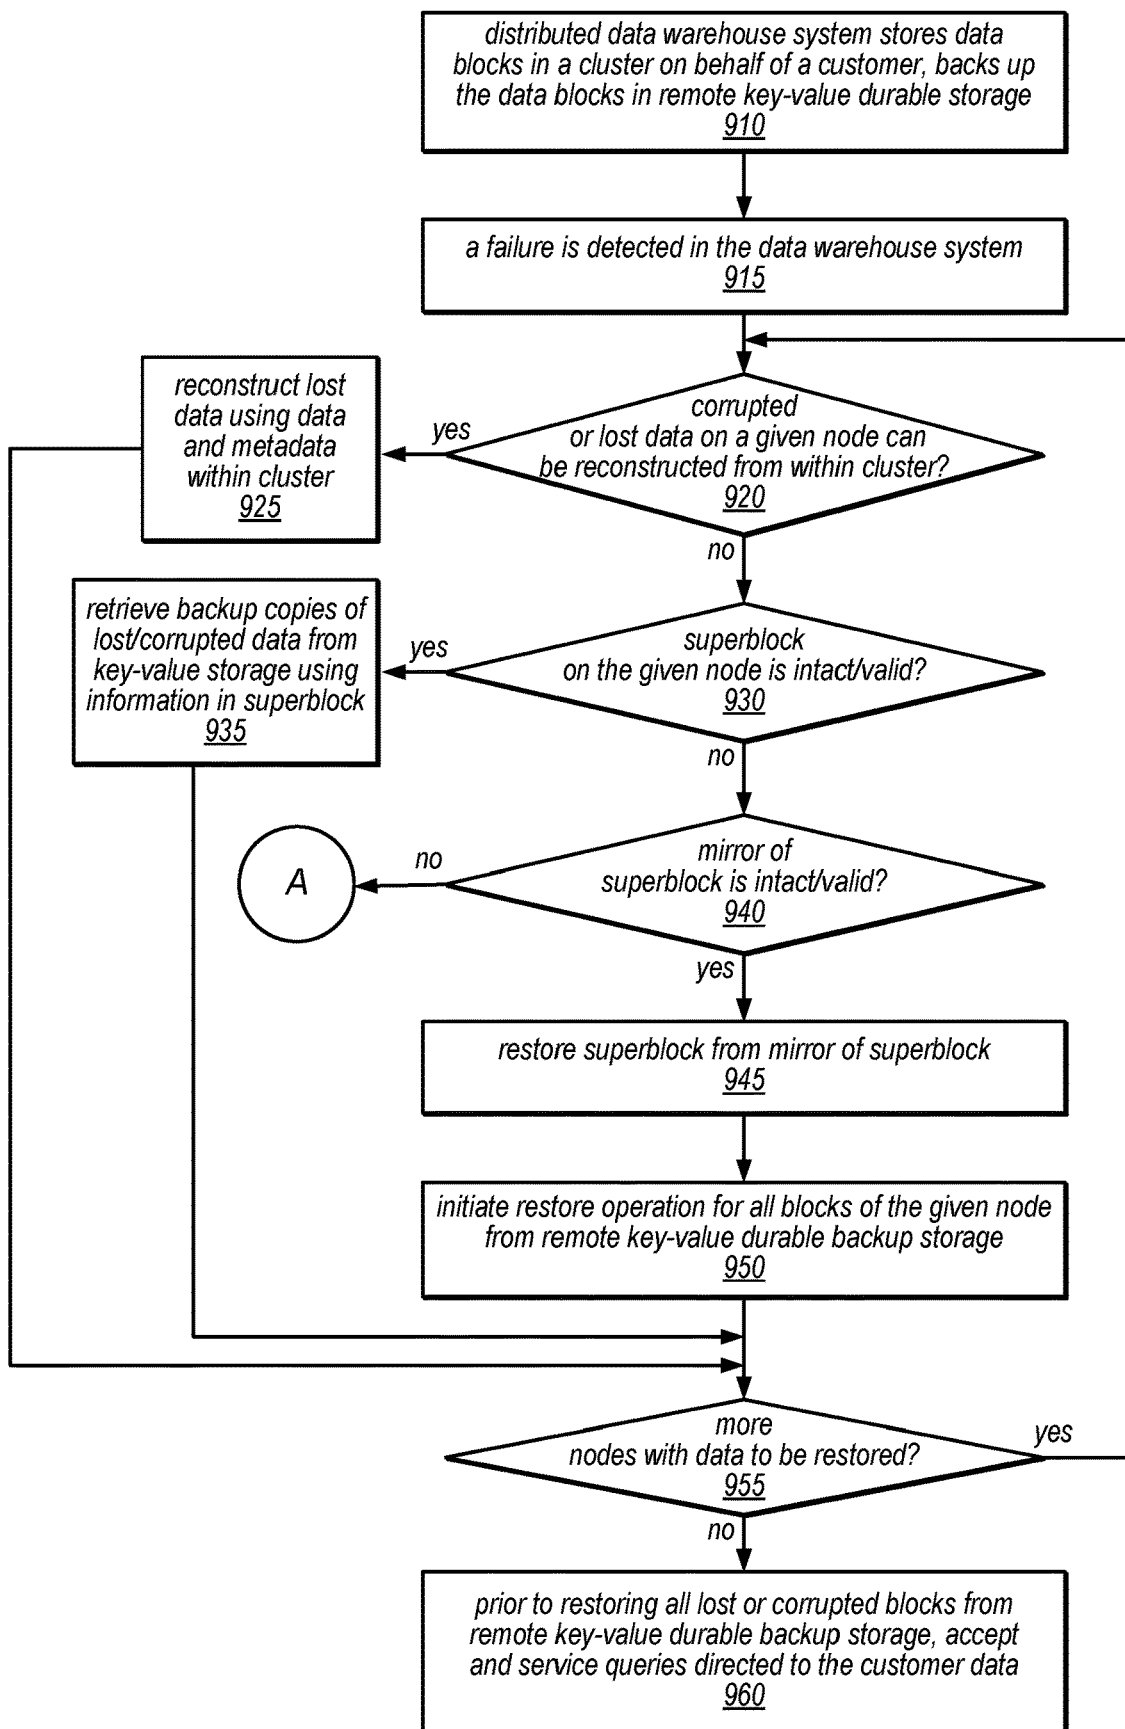 distributed data warehouse system stores data
blocks in a cluster on behalf of a customer, backs up
the data blocks in remote key-value durable storage
910
a failure is detected in the data warehouse system
915
corrupted
or lost data on a given node can
be reconstructed from within cluster?
920
yes
reconstruct lost
data using data
and metadata
within cluster
925
no
superblock
on the given node is intact/valid?
930
yes
retrieve backup copies of
lost/corrupted data from
key-value storage using
information in superblock
935
no
mirror of
superblock is intact/valid?
940
no
A
yes
restore superblock from mirror of superblock
945
initiate restore operation for all blocks of the given node
from remote key-value durable backup storage
950
more
nodes with data to be restored?
955
yes
no
prior to restoring all lost or corrupted blocks from
remote key-value durable backup storage, accept
and service queries directed to the customer data
960